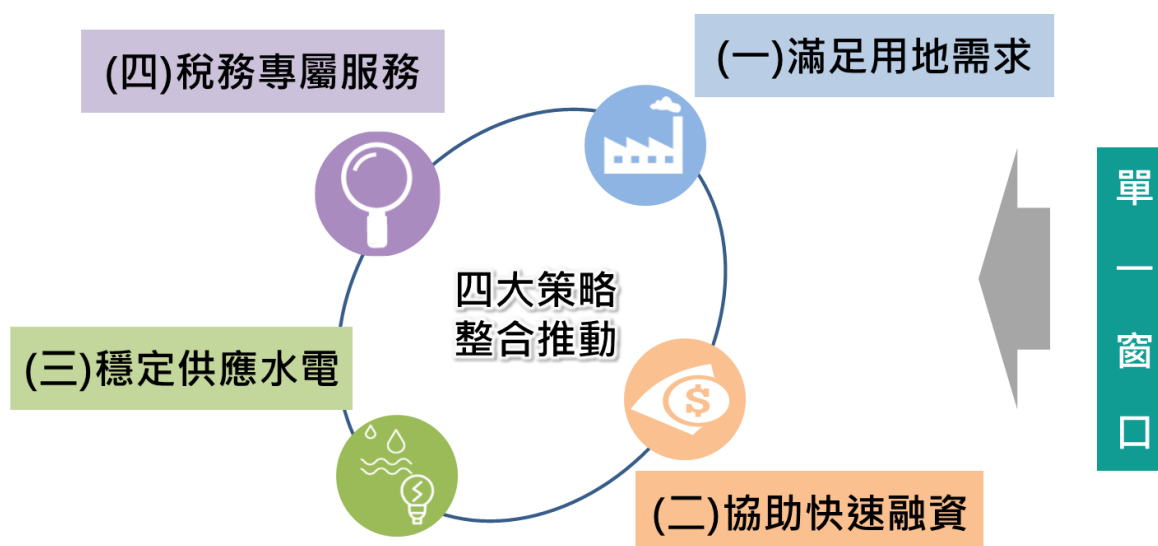 (四)稅務專屬服務
(一)滿足用地需求
單一窗口
四大策略
整合推動
(三)穩定供應水電
$
(二)協助快速融資